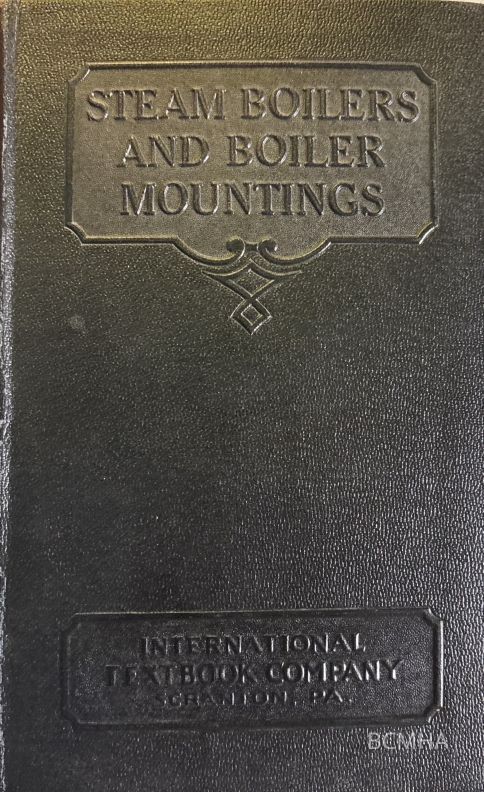 STEAM BOILERS
AND BOILER
MOUNTINGS
INTERNATIONAL
TEXTBOOK COMPANY
SCRANTON, PA.
BCMHA